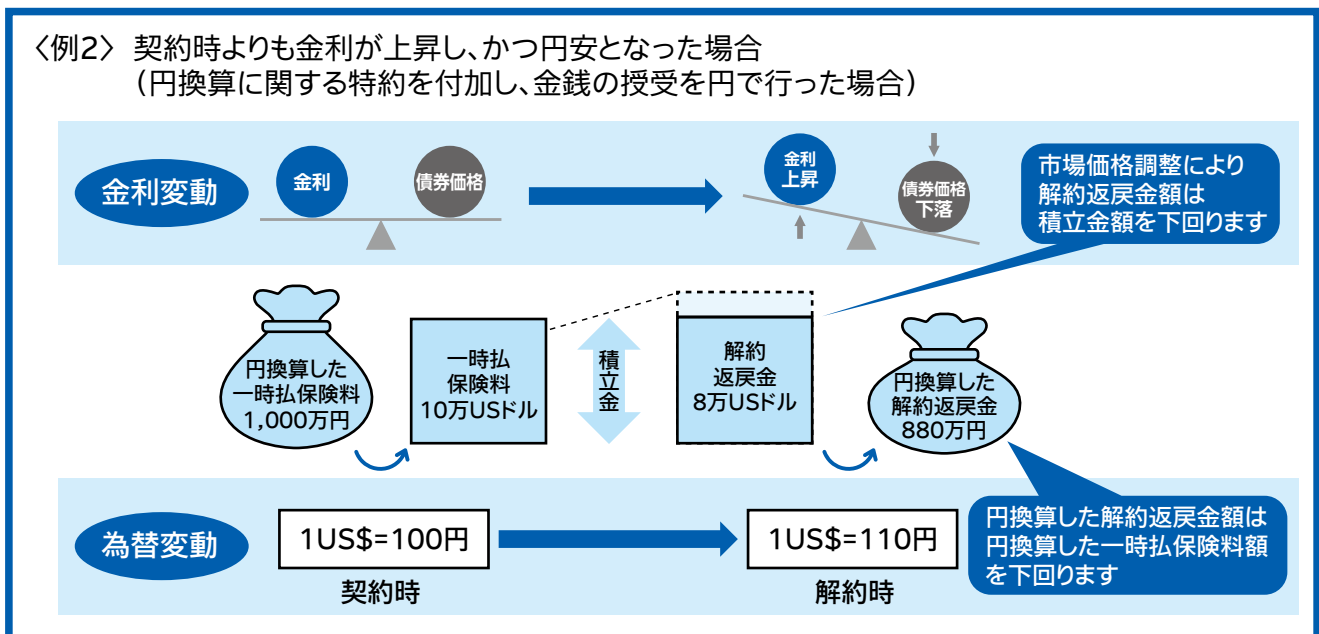 〈例2〉 契約時よりも金利が上昇し、かつ円安となった場合
（円換算に関する特約を付加し、金銭の授受を円で行った場合）
金利変動
金利
債券価格
金利
上昇
債券価格
下落
市場価格調整により
解約返戻金額は
積立金額を下回ります
円換算した
一時払保険料
1,000万円
一時払
保険料
10万USドル
積立金
解約
返戻金
8万USドル
円換算した
解約返戻金
880万円
為替変動
1US$=100円
契約時
1US$=110円
解約時
円換算した解約返戻金額は
円換算した一時払保険料額
を下回ります